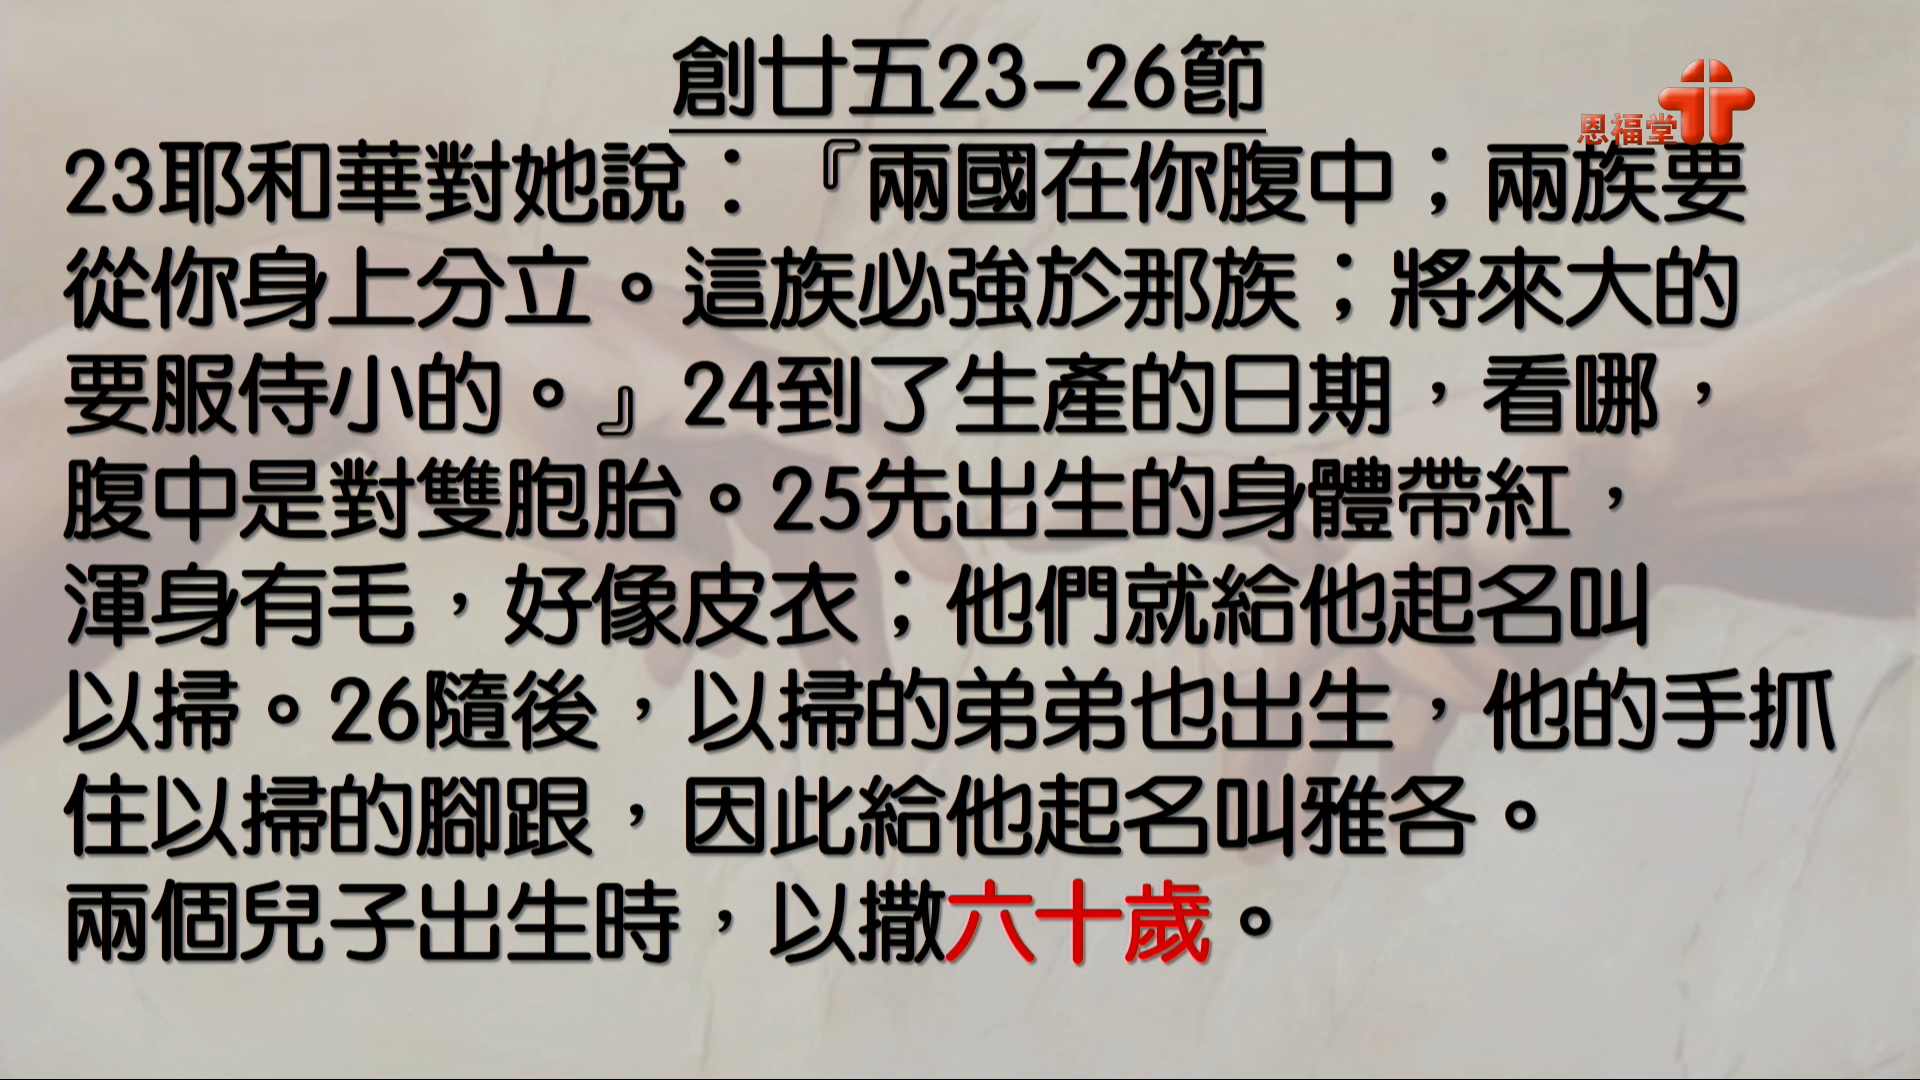 創廿五23-26節
恩福堂
23耶和華對她說：『兩國在你腹中；兩族要
從你身上分立。這族必強於那族；將來大的
要服侍小的。』24到了生產的日期，看哪，
腹中是對雙胞胎。25先出生的身體帶紅，
渾身有毛，好像皮衣；他們就給他起名叫
以掃。26隨後，以掃的弟弟也出生，他的手抓
住以掃的腳跟，因此給他起名叫雅各。
兩個兒子出生時，以撒六十歲。